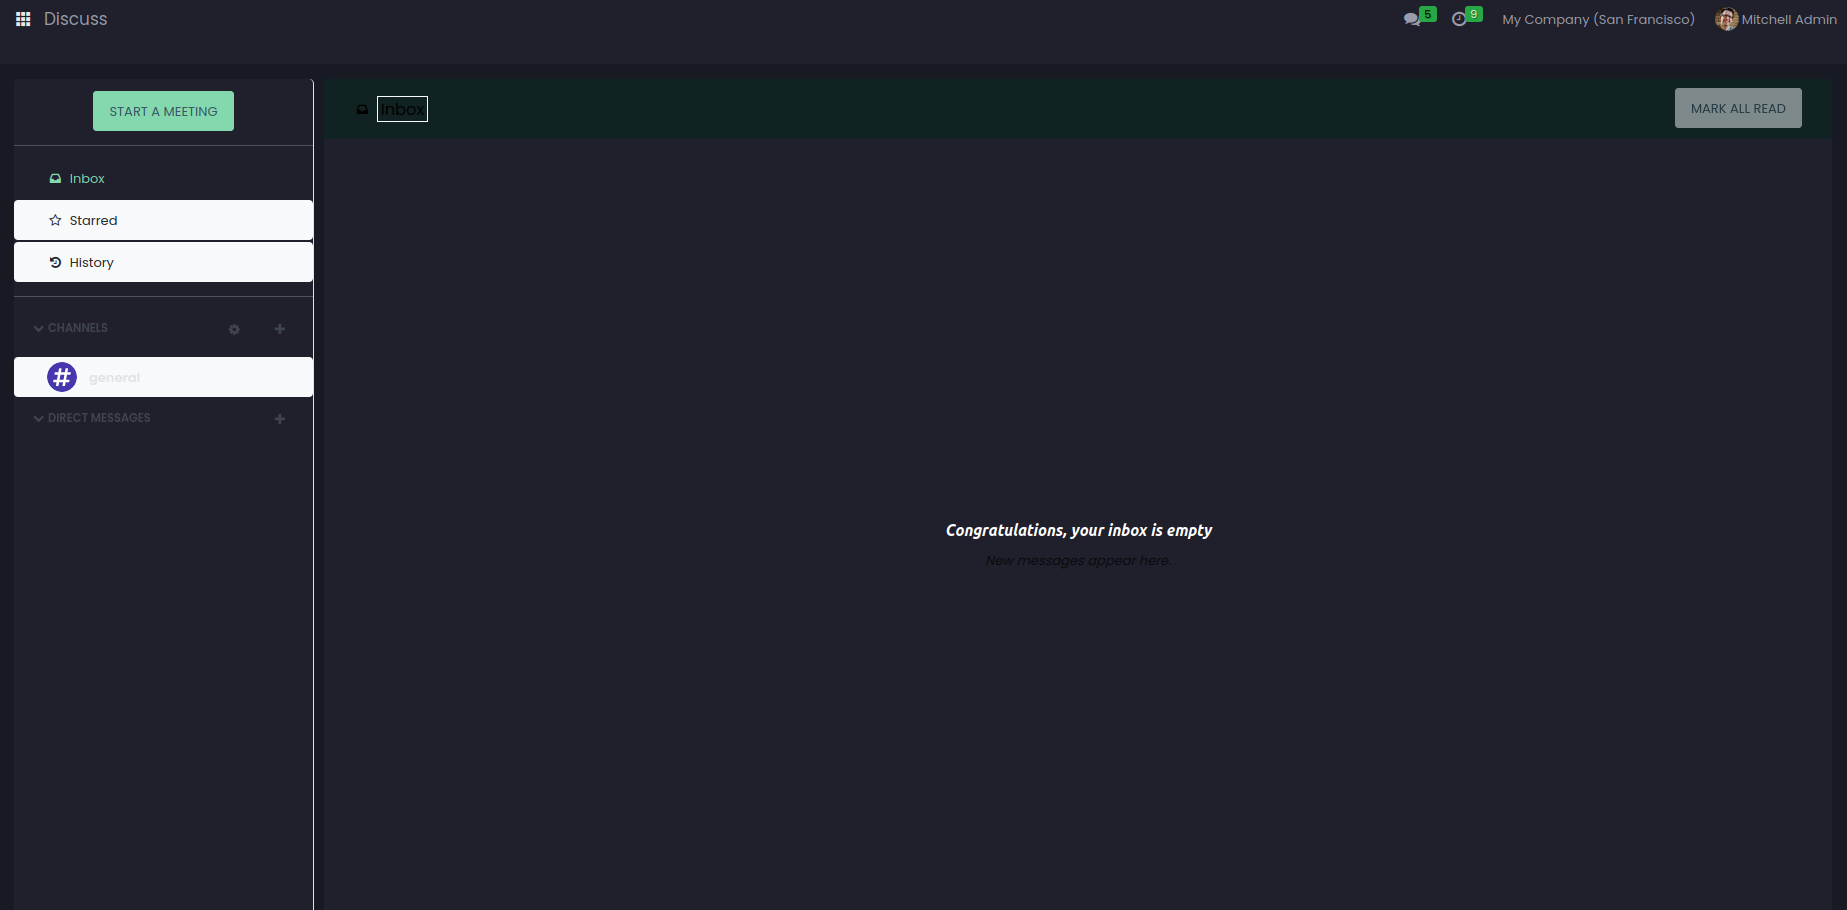 Discuss
5
9
My Company (San Francisco)
Mitchell Admin
START A MEETING
Inbox
Starred
History
CHANNELS
general
DIRECT MESSAGES
Inbox
MARK ALL READ
Congratulations, your inbox is empty
New messages appear here.